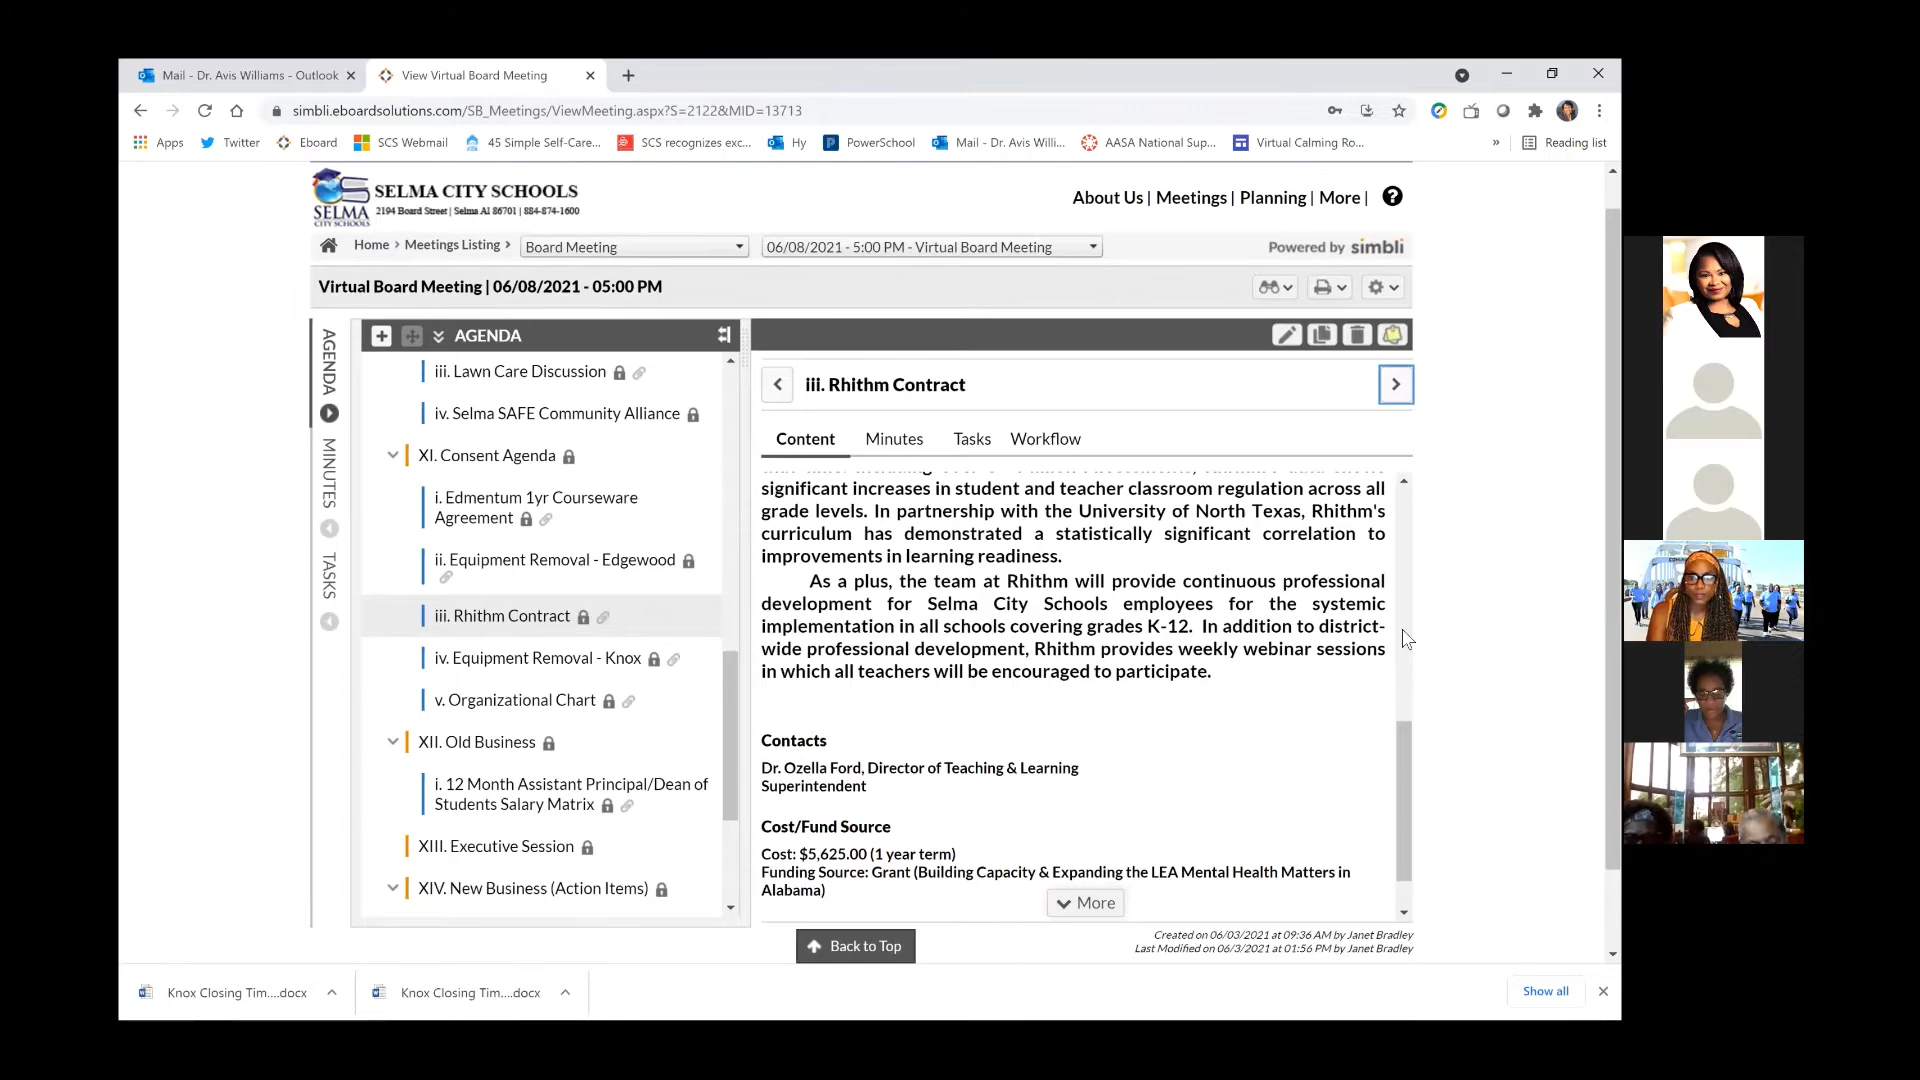 Mail - Dr. Avis Williams - Outlook
View Virtual Board Meeting
simbli.eboardsolutions.com/SB_Meetings/ViewMeeting.aspx?S=2122&MID=13713
Apps
Twitter
Eboard
SCS Webmail
45 Simple Self-Care...
SCS recognizes exc...
Hy
PowerSchool
Mail - Dr. Avis Willi...
AASA National Sup...
Virtual Calming Ro...
»
Reading list
SELMA CITY SCHOOLS
2194 Board Street | Selma Al 86701 | 884-874-1600
SELMA
CITY SCHOOLS
About Us | Meetings | Planning | More |
Home > Meetings Listing >
Board Meeting
06/08/2021 - 5:00 PM - Virtual Board Meeting
Powered by simbli
Virtual Board Meeting | 06/08/2021 - 05:00 PM
AGENDA
MINUTES
TASKS
AGENDA
iii. Lawn Care Discussion
iv. Selma SAFE Community Alliance
XI. Consent Agenda
i. Edmentum 1yr Courseware
Agreement
ii. Equipment Removal - Edgewood
iii. Rhithm Contract
iv. Equipment Removal - Knox
v. Organizational Chart
XII. Old Business
i. 12 Month Assistant Principal/Dean of
Students Salary Matrix
XIII. Executive Session
XIV. New Business (Action Items)
iii. Rhithm Contract
Content
Minutes
Tasks
Workflow
significant increases in student and teacher classroom regulation across all
grade levels. In partnership with the University of North Texas, Rhithm's
curriculum has demonstrated a statistically significant correlation to
improvements in learning readiness.
As a plus, the team at Rhithm will provide continuous professional
development for Selma City Schools employees for the systemic
implementation in all schools covering grades K-12. In addition to district-
wide professional development, Rhithm provides weekly webinar sessions
in which all teachers will be encouraged to participate.
Contacts
Dr. Ozella Ford, Director of Teaching & Learning
Superintendent
Cost/Fund Source
Cost: $5,625.00 (1 year term)
Funding Source: Grant (Building Capacity & Expanding the LEA Mental Health Matters in
Alabama)
More
Created on 06/03/2021 at 09:36 AM by Janet Bradley
Last Modified on 06/3/2021 at 01:56 PM by Janet Bradley
Back to Top
Knox Closing Tim....docx
Knox Closing Tim....docx
Show all